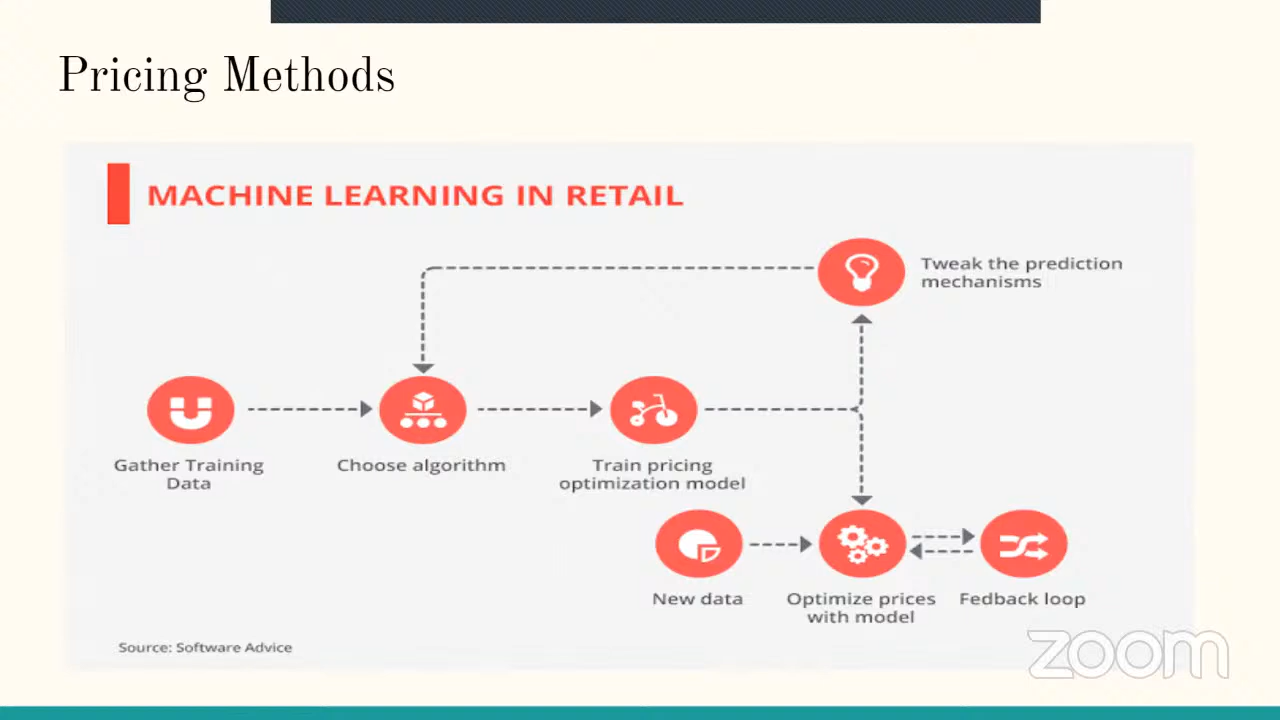 Pricing Methods
MACHINE LEARNING IN RETAIL
Tweak the prediction
mechanisms
Gather Training
Data
Choose algorithm
Train pricing
optimization model
New data
Optimize prices
with model
Fedback loop
Source: Software Advice
zoom